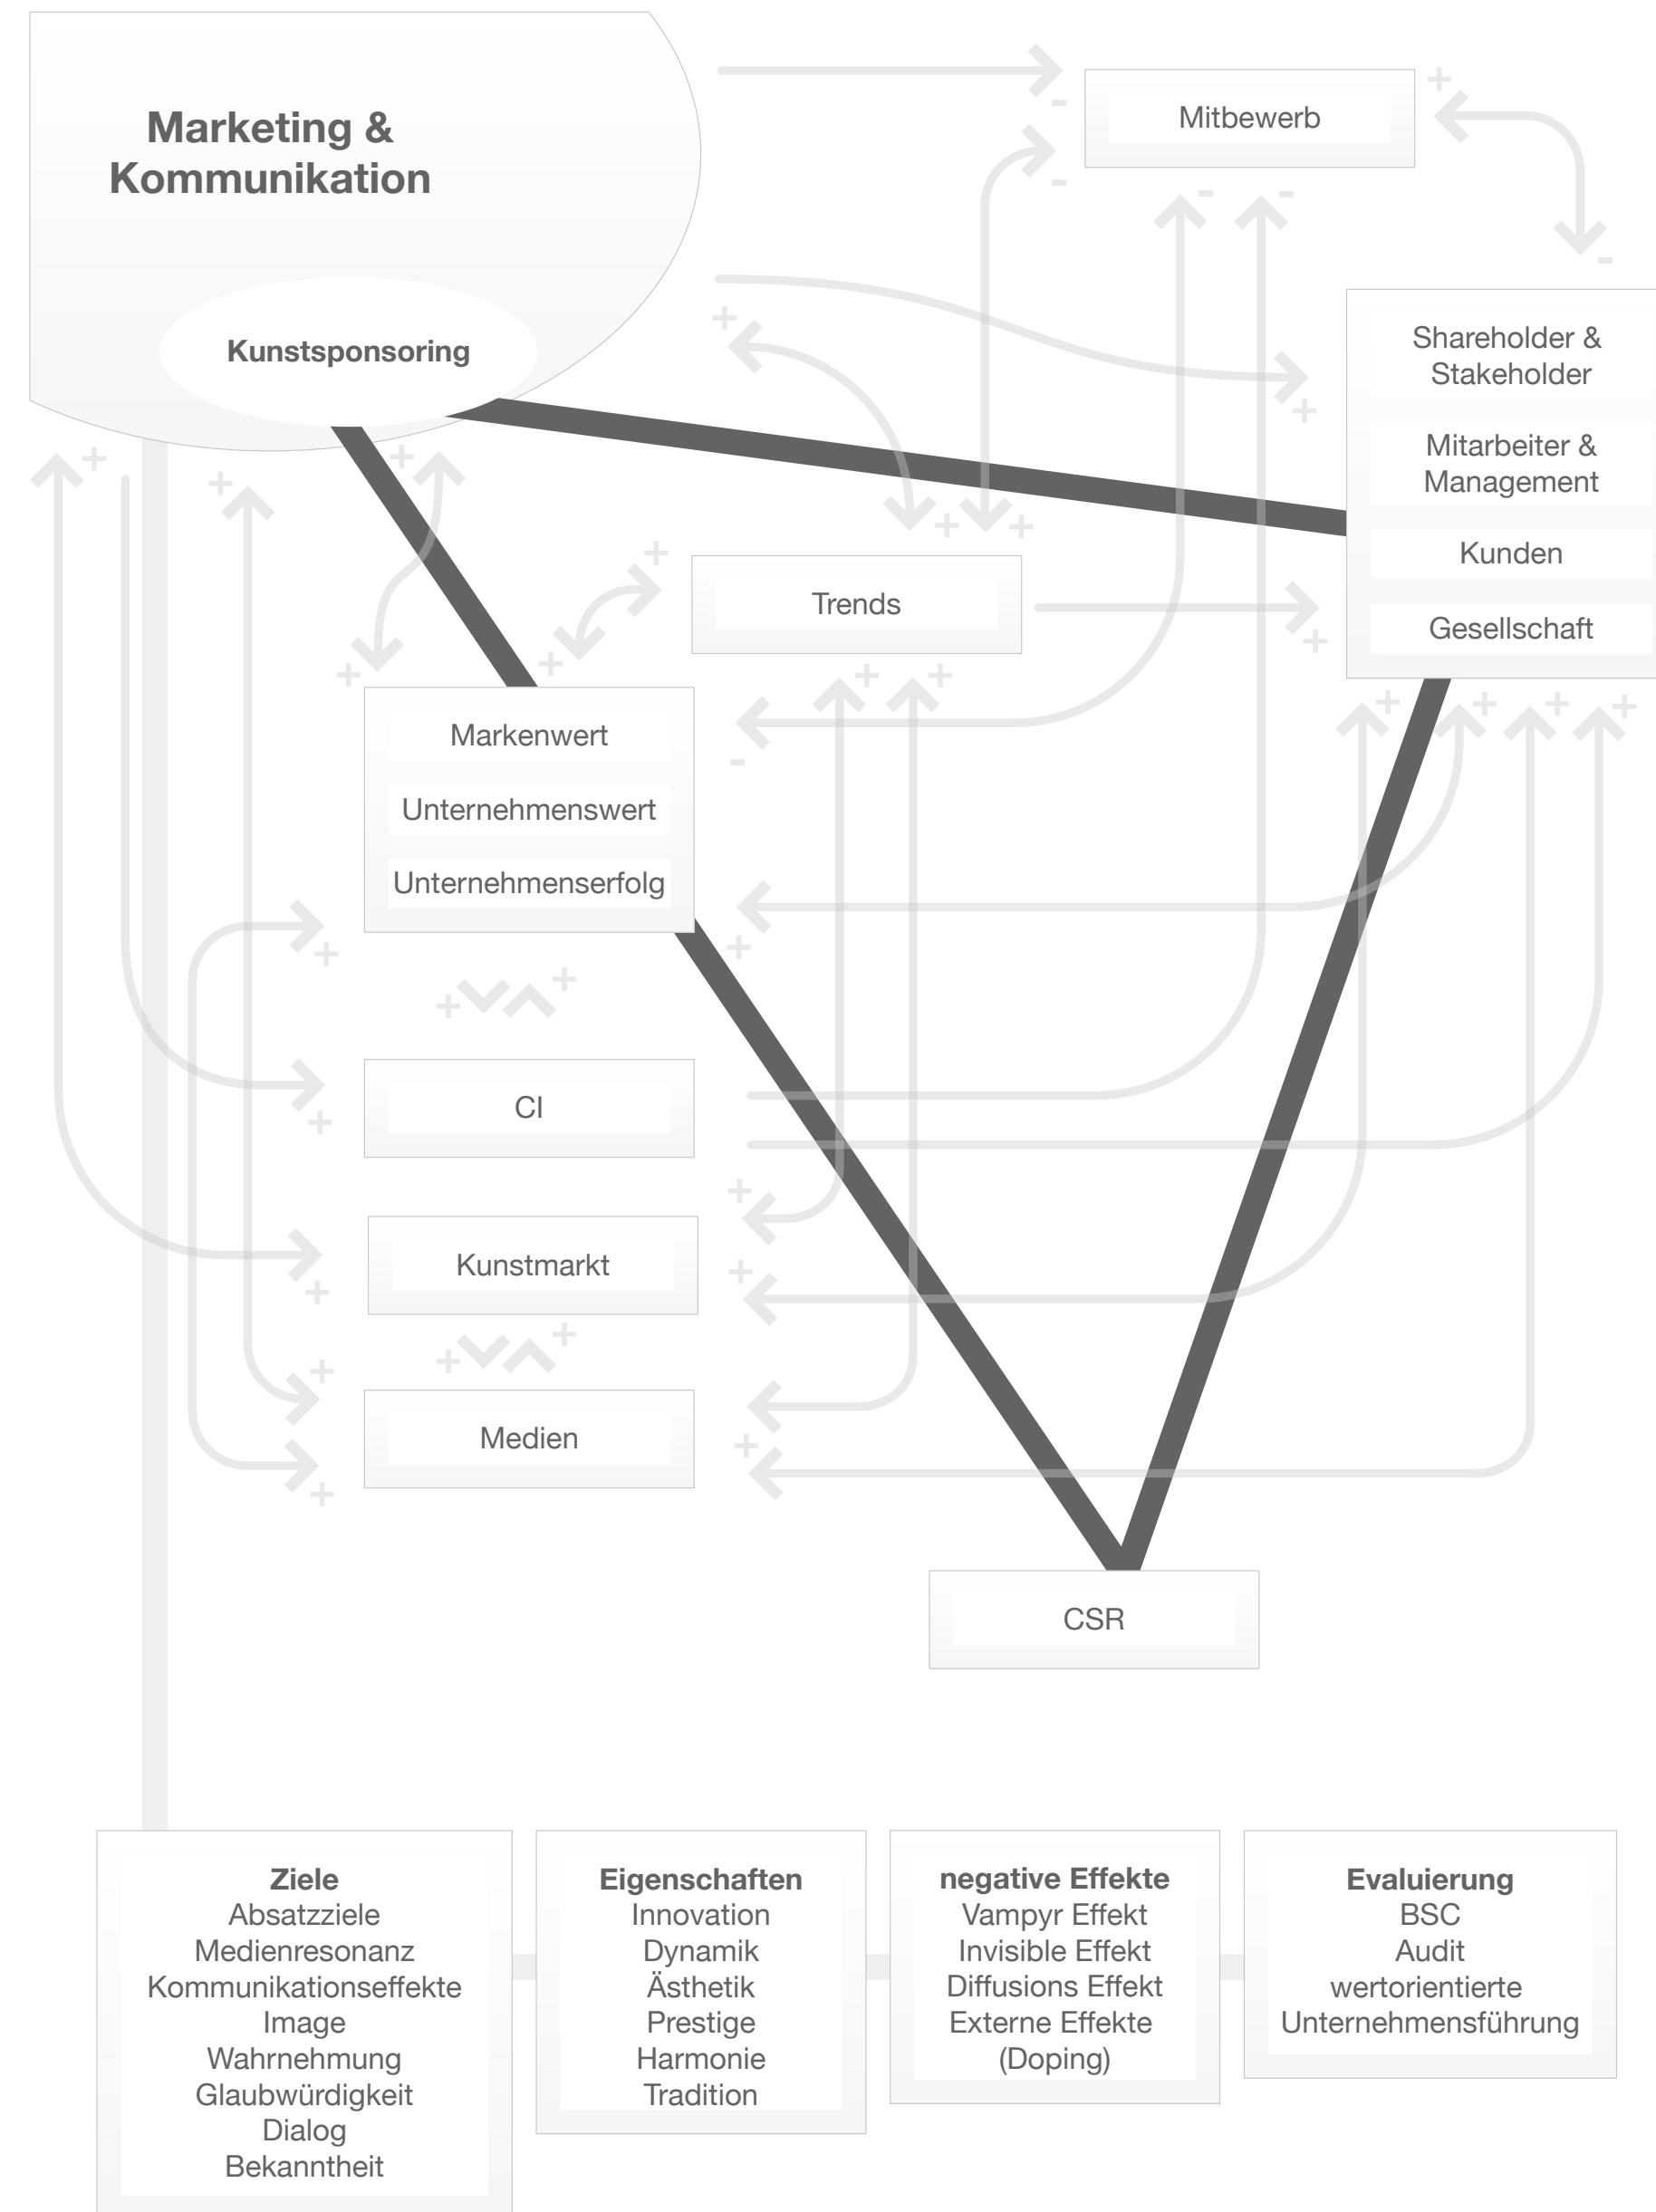 Marketing &
Kommunikation
Kunstsponsoring
Mitbewerb
Shareholder &
Stakeholder
Mitarbeiter &
Management
Kunden
Gesellschaft
Trends
Markenwert
Unternehmenswert
Unternehmenserfolg
CI
Kunstmarkt
Medien
CSR
Ziele
Absatzziele
Medienresonanz
Kommunikationseffekte
Image
Wahrnehmung
Glaubwürdigkeit
Dialog
Bekanntheit
Eigenschaften
Innovation
Dynamik
Ästhetik
Prestige
Harmonie
Tradition
negative Effekte
Vampyr Effekt
Invisible Effekt
Diffusions Effekt
Externe Effekte
(Doping)
Evaluierung
BSC
Audit
wertorientierte
Unternehmensführung